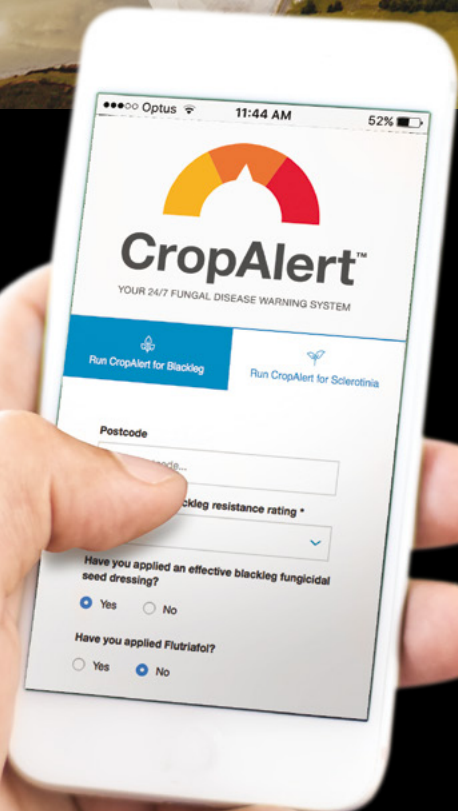 Optus 11:44 AM 52%
CropAlert™
YOUR 24/7 FUNGAL DISEASE WARNING SYSTEM
Run CropAlert for Blackleg
Run CropAlert for Sclerotinia
Postcode
resistance rating *
Have you applied an effective blackleg fungicidal
seed dressing?
Yes No
Have you applied Flutriafol?
Yes No